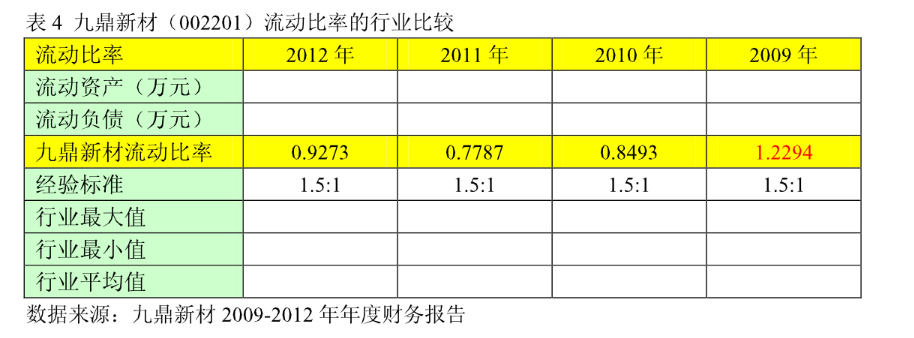 表 4 九鼎新材（002201）流动比率的行业比较
流动比率 2012 年 2011 年 2010 年 2009 年
流动资产（万元）
流动负债（万元）
九鼎新材流动比率 0.9273 0.7787 0.8493 1.2294
经验标准 1.5:1 1.5:1 1.5:1 1.5:1
行业最大值
行业最小值
行业平均值
数据来源：九鼎新材 2009-2012 年年度财务报告